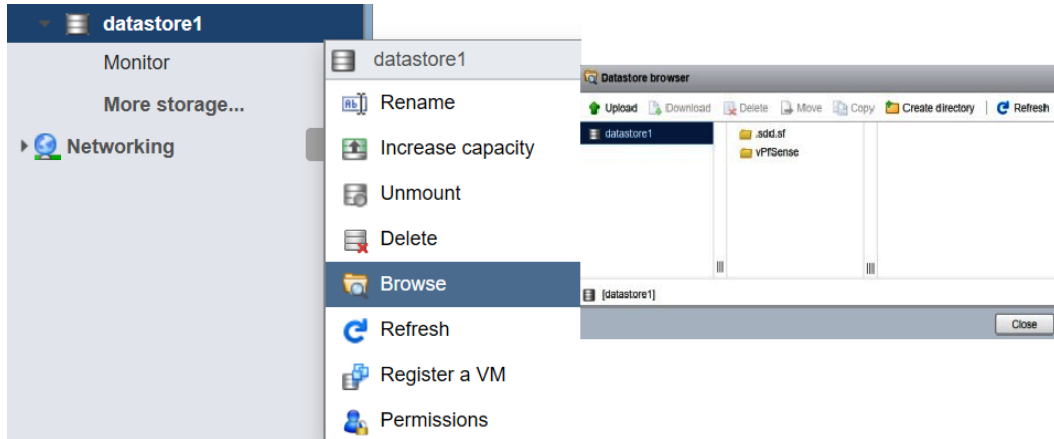 datastore1
Monitor
More storage...
Networking
datastore1
Rename
Increase capacity
Unmount
Delete
Browse
Refresh
Register a VM
Permissions
Datastore browser
Upload Download Delete Move Copy Create directory Refresh
datastore1
.sdd.sf
vPfSense
[datastore1]
Close